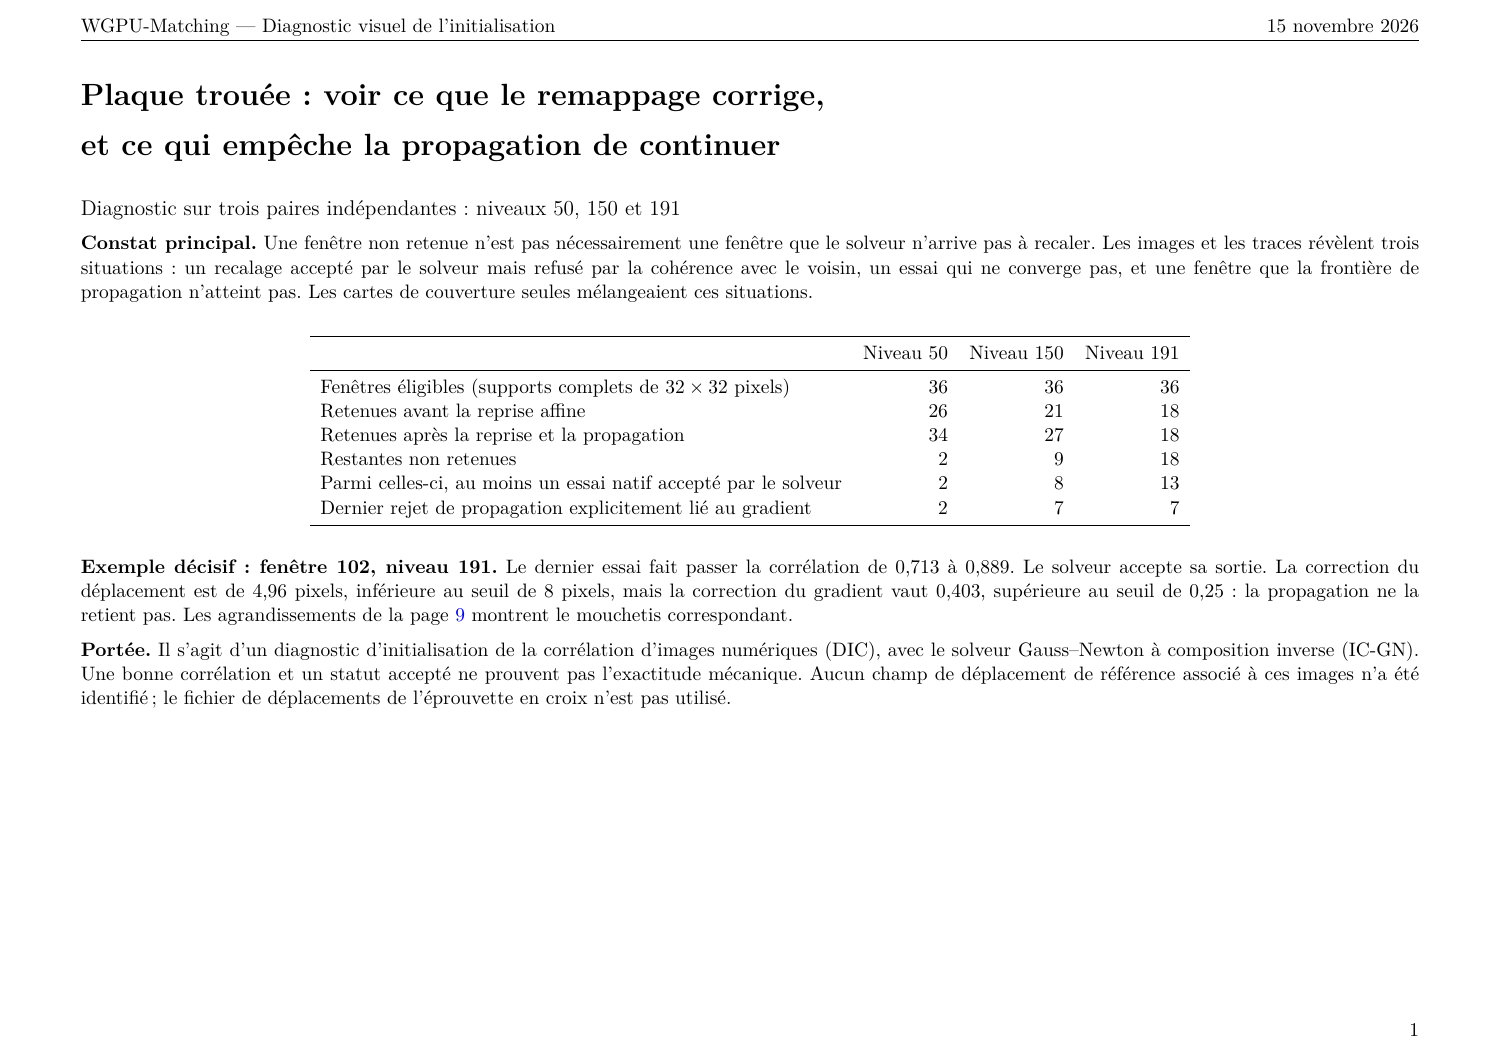 WGPU-Matching — Diagnostic visuel de l'initialisation 15 novembre 2026
Plaque trouée : voir ce que le remappage corrige,
et ce qui empêche la propagation de continuer
Diagnostic sur trois paires indépendantes : niveaux 50, 150 et 191
Constat principal. Une fenêtre non retenue n'est pas nécessairement une fenêtre que le solveur n'arrive pas à recaler. Les images et les traces révèlent trois
situations : un recalage accepté par le solveur mais refusé par la cohérence avec le voisin, un essai qui ne converge pas, et une fenêtre que la frontière de
propagation n'atteint pas. Les cartes de couverture seules mélangeaient ces situations.
Niveau 50 Niveau 150 Niveau 191
Fenêtres éligibles (supports complets de 32 × 32 pixels) 36 36 36
Retenues avant la reprise affine 26 21 18
Retenues après la reprise et la propagation 34 27 18
Restantes non retenues 2 9 18
Parmi celles-ci, au moins un essai natif accepté par le solveur 2 8 13
Dernier rejet de propagation explicitement lié au gradient 2 7 7
Exemple décisif : fenêtre 102, niveau 191. Le dernier essai fait passer la corrélation de 0,713 à 0,889. Le solveur accepte sa sortie. La correction du
déplacement est de 4,96 pixels, inférieure au seuil de 8 pixels, mais la correction du gradient vaut 0,403, supérieure au seuil de 0,25 : la propagation ne la
retient pas. Les agrandissements de la page 9 montrent le mouchetis correspondant.
Portée. Il s'agit d'un diagnostic d'initialisation de la corrélation d'images numériques (DIC), avec le solveur Gauss–Newton à composition inverse (IC-GN).
Une bonne corrélation et un statut accepté ne prouvent pas l'exactitude mécanique. Aucun champ de déplacement de référence associé à ces images n'a été
identifié ; le fichier de déplacements de l'éprouvette en croix n'est pas utilisé.
1